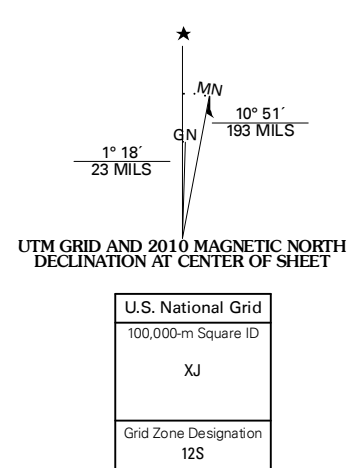 MN
10° 51´
193 MILS
GN
1° 18´
23 MILS
UTM GRID AND 2010 MAGNETIC NORTH
DECLINATION AT CENTER OF SHEET
U.S. National Grid
100,000-m Square ID
XJ
Grid Zone Designation
12S